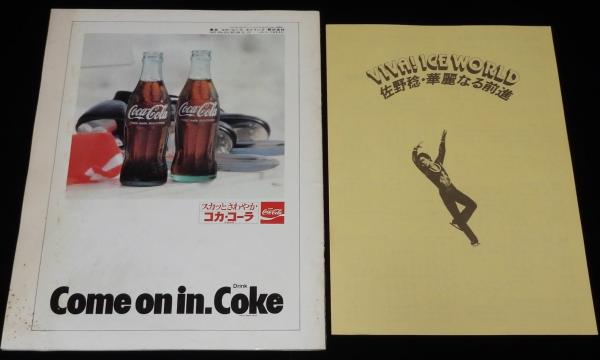 Coca-Cola
Coca-Cola
スカッとさわやか
コカ・コーラ
Coca-Cola
Drink
Come on in. Coke
VIVA! ICE WORLD
佐野稔・華麗なる前進